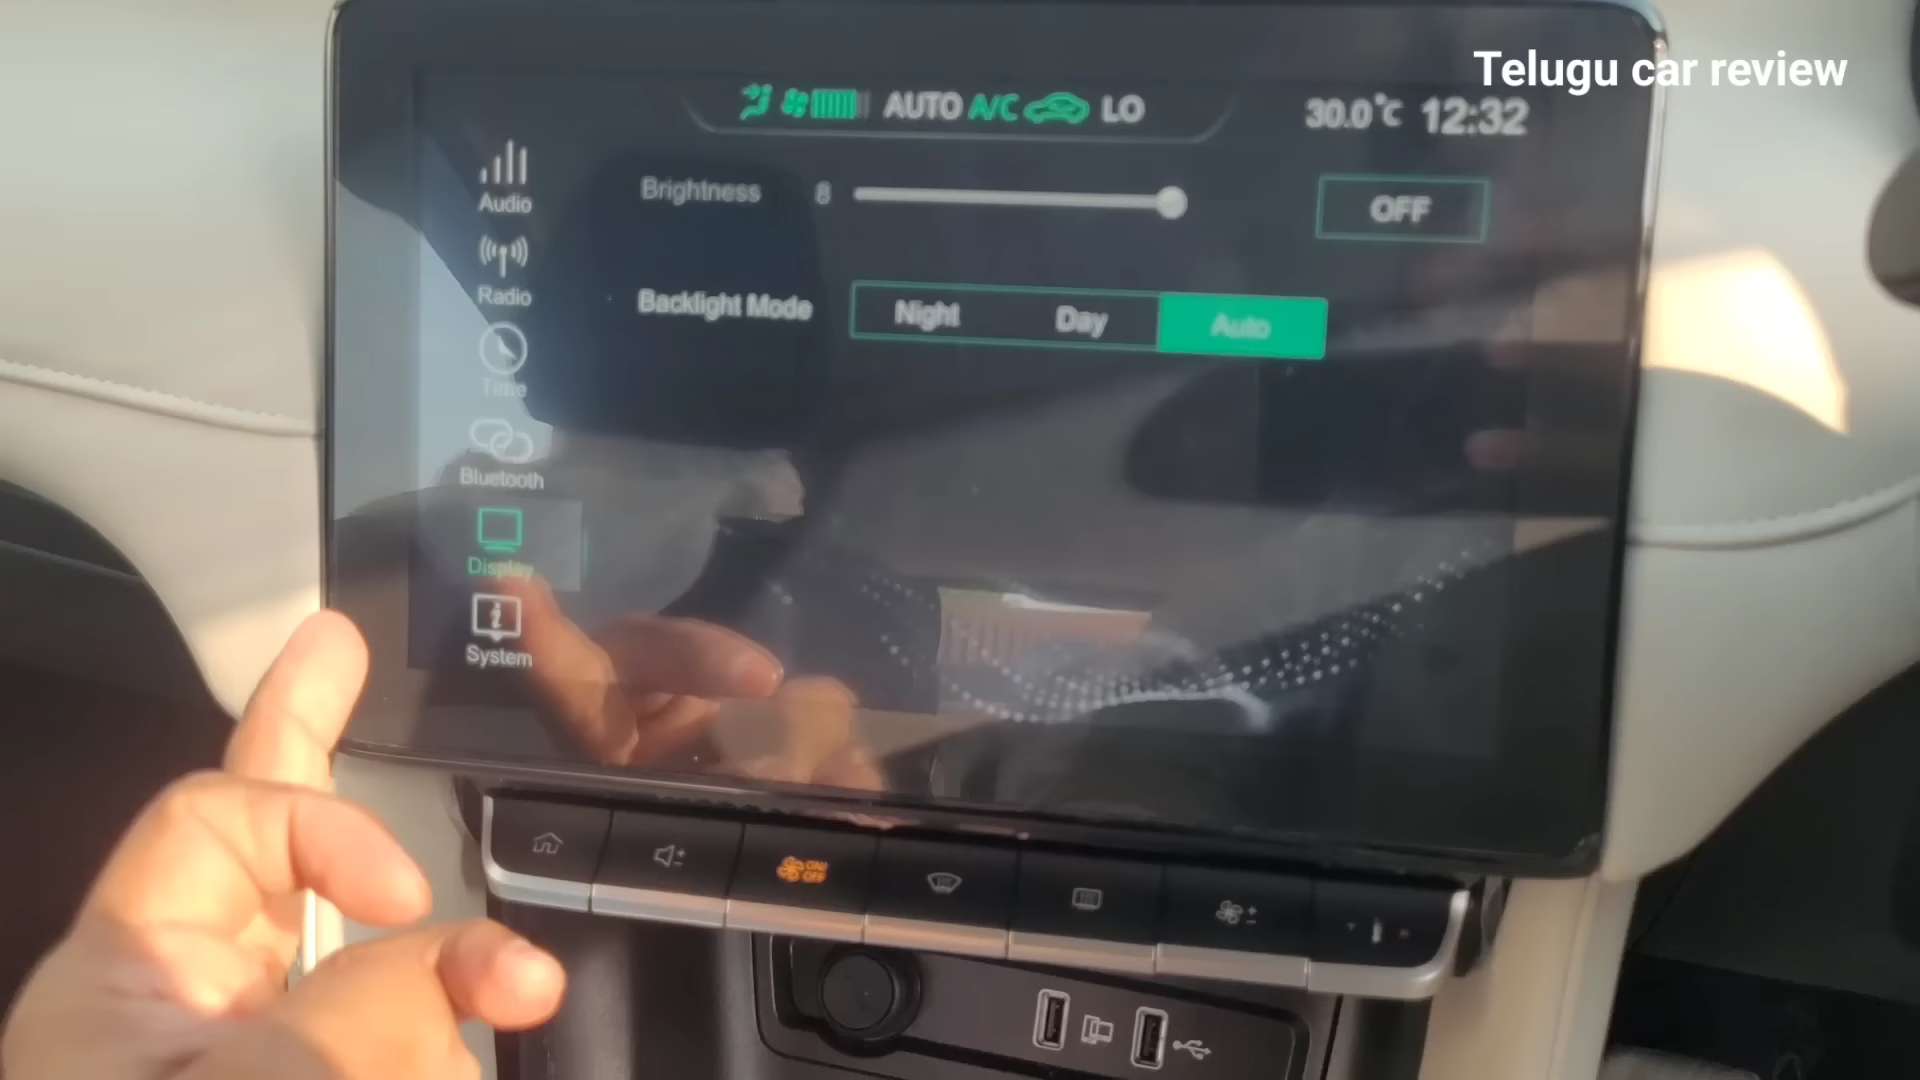 Telugu car review
AUTO A/C LO
30.0°C 12:32
Audio
Brightness 8
OFF
Radio
Backlight Mode
Night Day Auto
Time
Bluetooth
Display
System
ON/
OFF